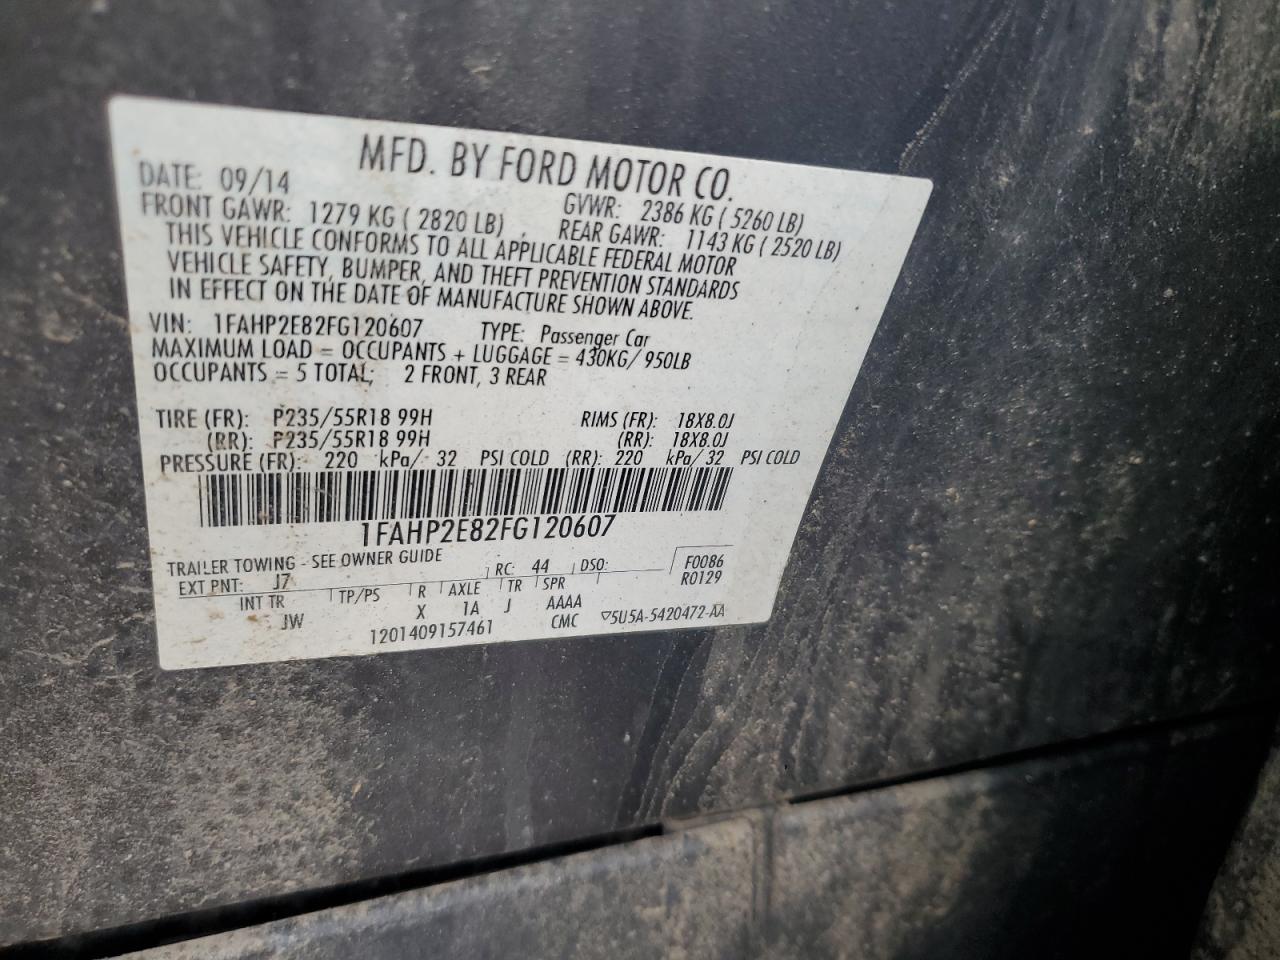 MFD. BY FORD MOTOR CO.
DATE: 09/14 GVWR: 2386 KG ( 5260 LB)
FRONT GAWR: 1279 KG ( 2820 LB) REAR GAWR: 1143 KG ( 2520 LB)
THIS VEHICLE CONFORMS TO ALL APPLICABLE FEDERAL MOTOR
VEHICLE SAFETY, BUMPER, AND THEFT PREVENTION STANDARDS
IN EFFECT ON THE DATE OF MANUFACTURE SHOWN ABOVE.
VIN: 1FAHP2E82FG120607 TYPE: Passenger Car
MAXIMUM LOAD = OCCUPANTS + LUGGAGE = 430KG/ 950LB
OCCUPANTS = 5 TOTAL; 2 FRONT, 3 REAR
TIRE (FR): P235/55R18 99H RIMS (FR): 18X8.0J
(RR): P235/55R18 99H (RR): 18X8.0J
PRESSURE (FR): 220 kPa/ 32 PSI COLD (RR): 220 kPa/ 32 PSI COLD
1FAHP2E82FG120607
TRAILER TOWING - SEE OWNER GUIDE
EXT PNT: J7 RC: 44 DSO: F0086
R0129
INT TR TP/PS R AXLE TR SPR
JW X 1A J AAAA
1201409157461 CMC ▽5U5A-5420472-AA